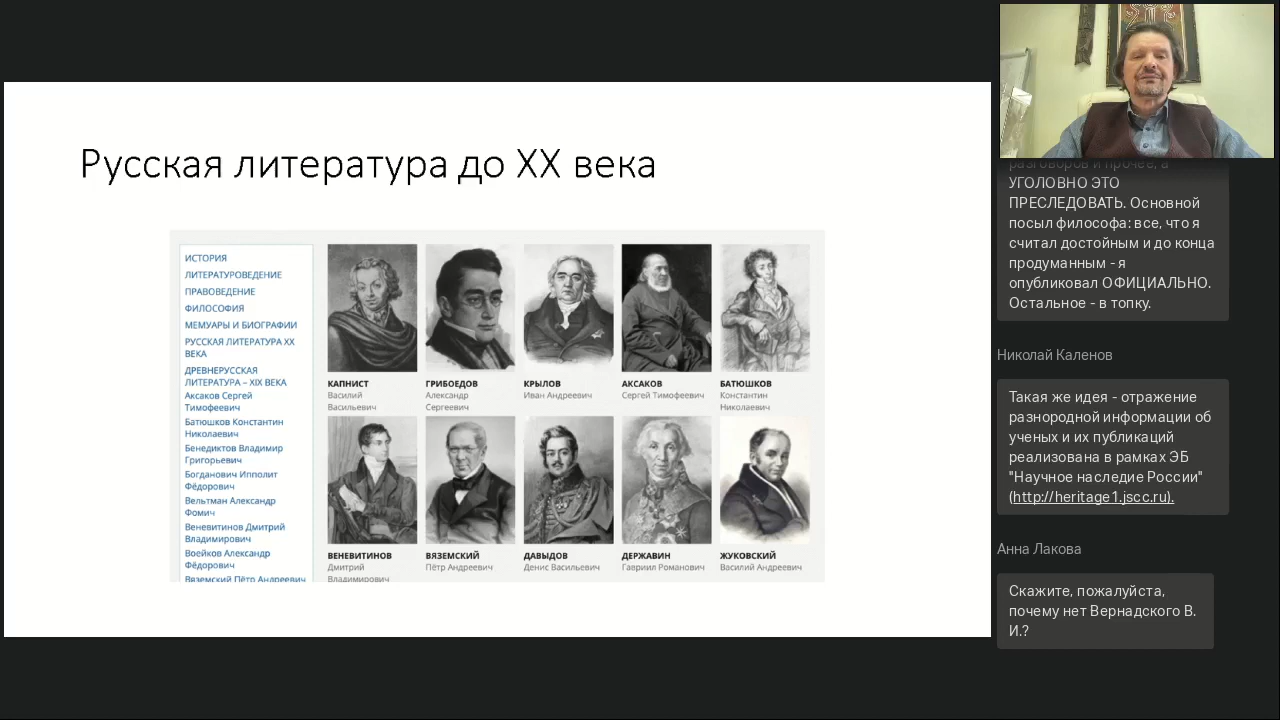 Русская литература до XX века
ИСТОРИЯ
ЛИТЕРАТУРОВЕДЕНИЕ
ПРАВОВЕДЕНИЕ
ФИЛОСОФИЯ
МЕМУАРЫ И БИОГРАФИИ
РУССКАЯ ЛИТЕРАТУРА XX
ВЕКА
ДРЕВНЕРУССКАЯ
ЛИТЕРАТУРА – XIX ВЕКА
Аксаков Сергей
Тимофеевич
Батюшков Константин
Николаевич
Бенедиктов Владимир
Григорьевич
Богданович Ипполит
Фёдорович
Вельтман Александр
Фомич
Веневитинов Дмитрий
Владимирович
Воейков Александр
Фёдорович
Вяземский Пётр Андреевич
КАПНИСТ
Василий
Васильевич
ГРИБОЕДОВ
Александр
Сергеевич
КРЫЛОВ
Иван Андреевич
АКСАКОВ
Сергей Тимофеевич
БАТЮШКОВ
Константин
Николаевич
ВЕНЕВИТИНОВ
Дмитрий
Владимирович
ВЯЗЕМСКИЙ
Пётр Андреевич
ДАВЫДОВ
Денис Васильевич
ДЕРЖАВИН
Гавриил Романович
ЖУКОВСКИЙ
Василий Андреевич
разговоров и прочее, а
УГОЛОВНО ЭТО
ПРЕСЛЕДОВАТЬ. Основной
посыл философа: все, что я
считал достойным и до конца
продуманным - я
опубликовал ОФИЦИАЛЬНО.
Остальное - в топку.
Николай Каленов
Такая же идея - отражение
разнородной информации об
ученых и их публикаций
реализована в рамках ЭБ
"Научное наследие России"
(http://heritage1.jscc.ru).
Анна Лакова
Скажите, пожалуйста,
почему нет Вернадского В.
И.?